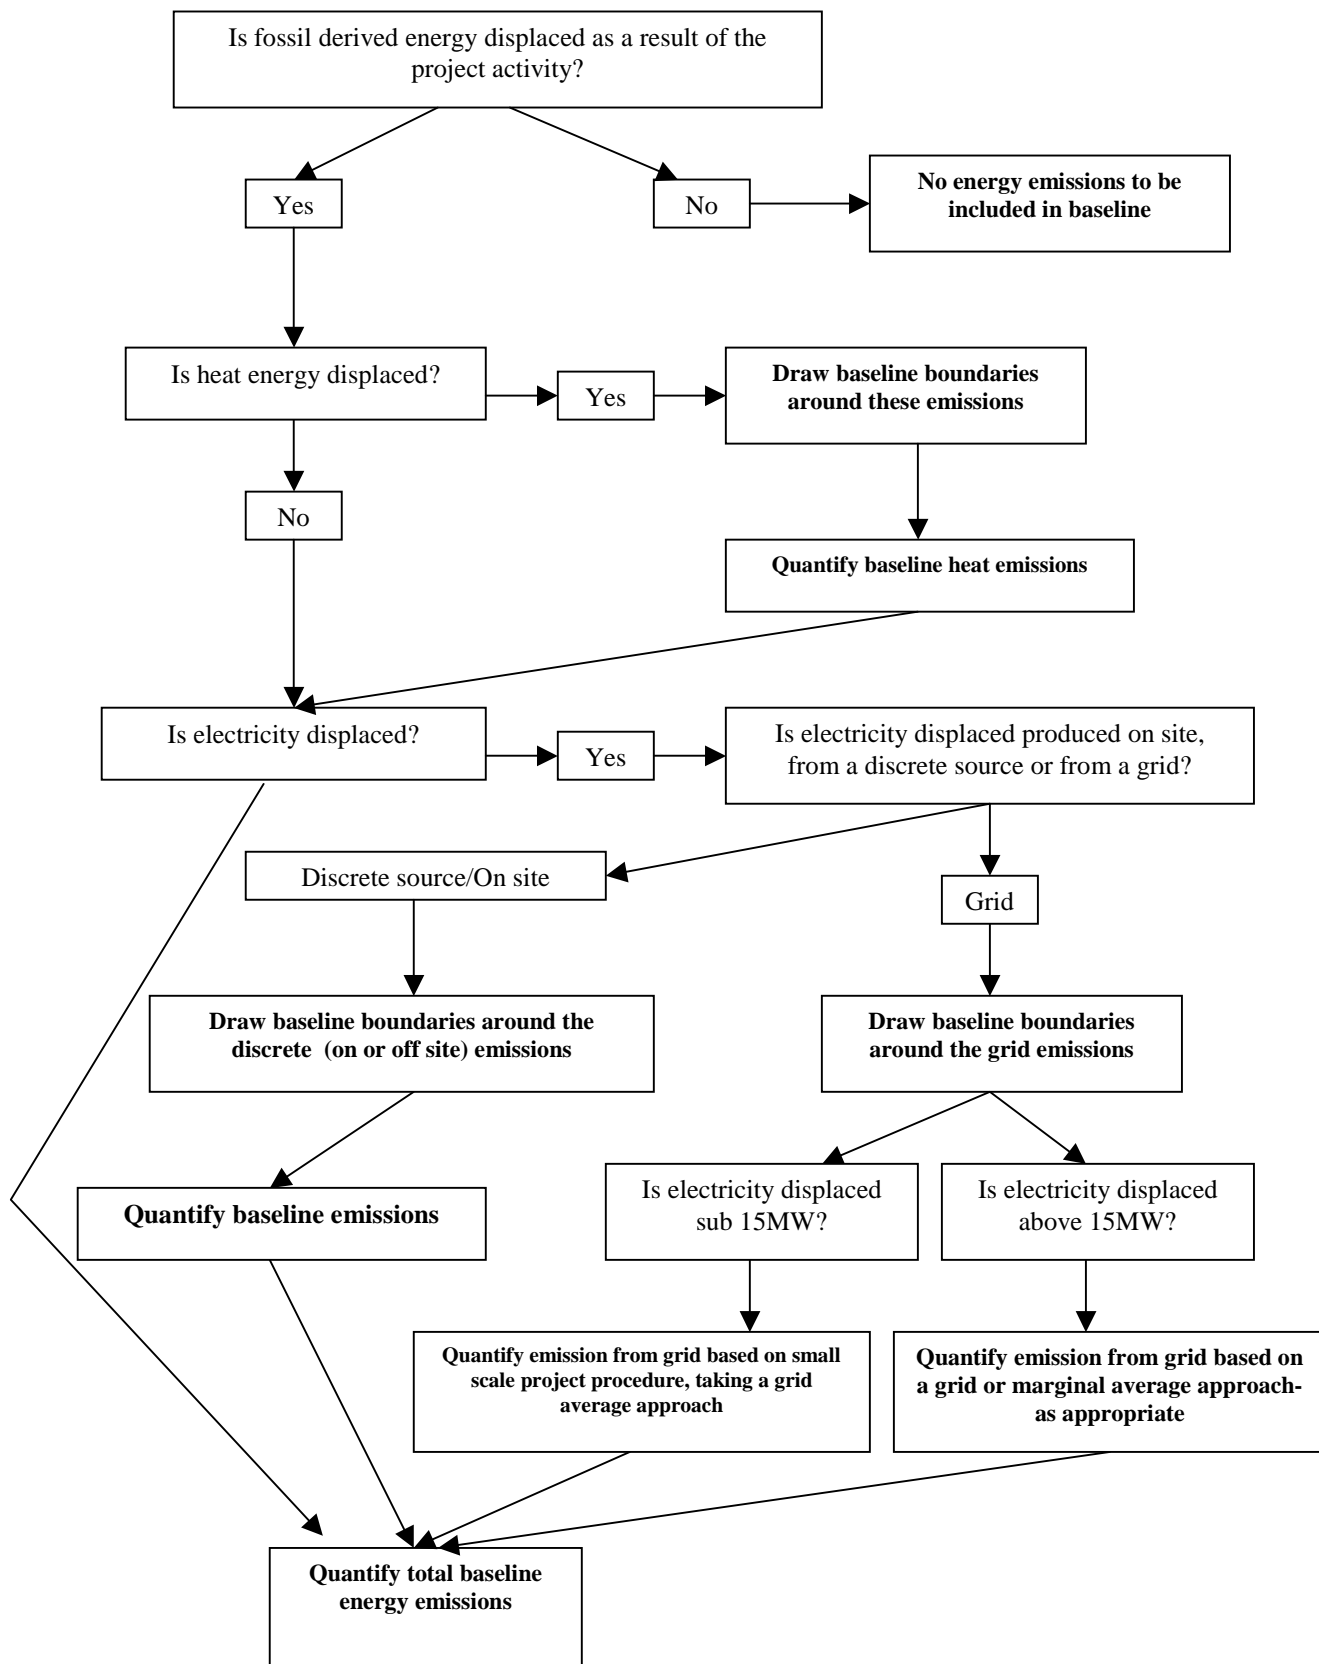 Is fossil derived energy displaced as a result of the
project activity?
Yes
No
No energy emissions to be
included in baseline
Is heat energy displaced?
Yes
Draw baseline boundaries
around these emissions
No
Quantify baseline heat emissions
Is electricity displaced?
Yes
Is electricity displaced produced on site,
from a discrete source or from a grid?
Discrete source/On site
Grid
Draw baseline boundaries around the
discrete (on or off site) emissions
Draw baseline boundaries
around the grid emissions
Quantify baseline emissions
Is electricity displaced
sub 15MW?
Is electricity displaced
above 15MW?
Quantify emission from grid based on small
scale project procedure, taking a grid
average approach
Quantify emission from grid based on
a grid or marginal average approach-
as appropriate
Quantify total baseline
energy emissions